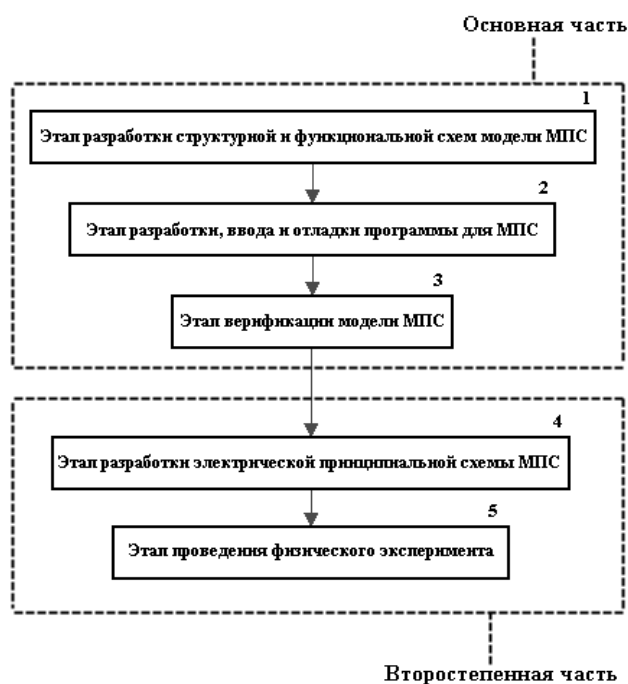 Основная часть
1
Этап разработки структурной и функциональной схем модели МПС
2
Этап разработки, ввода и отладки программы для МПС
3
Этап верификации модели МПС
4
Этап разработки электрической принципиальной схемы МПС
5
Этап проведения физического эксперимента
Второстепенная часть